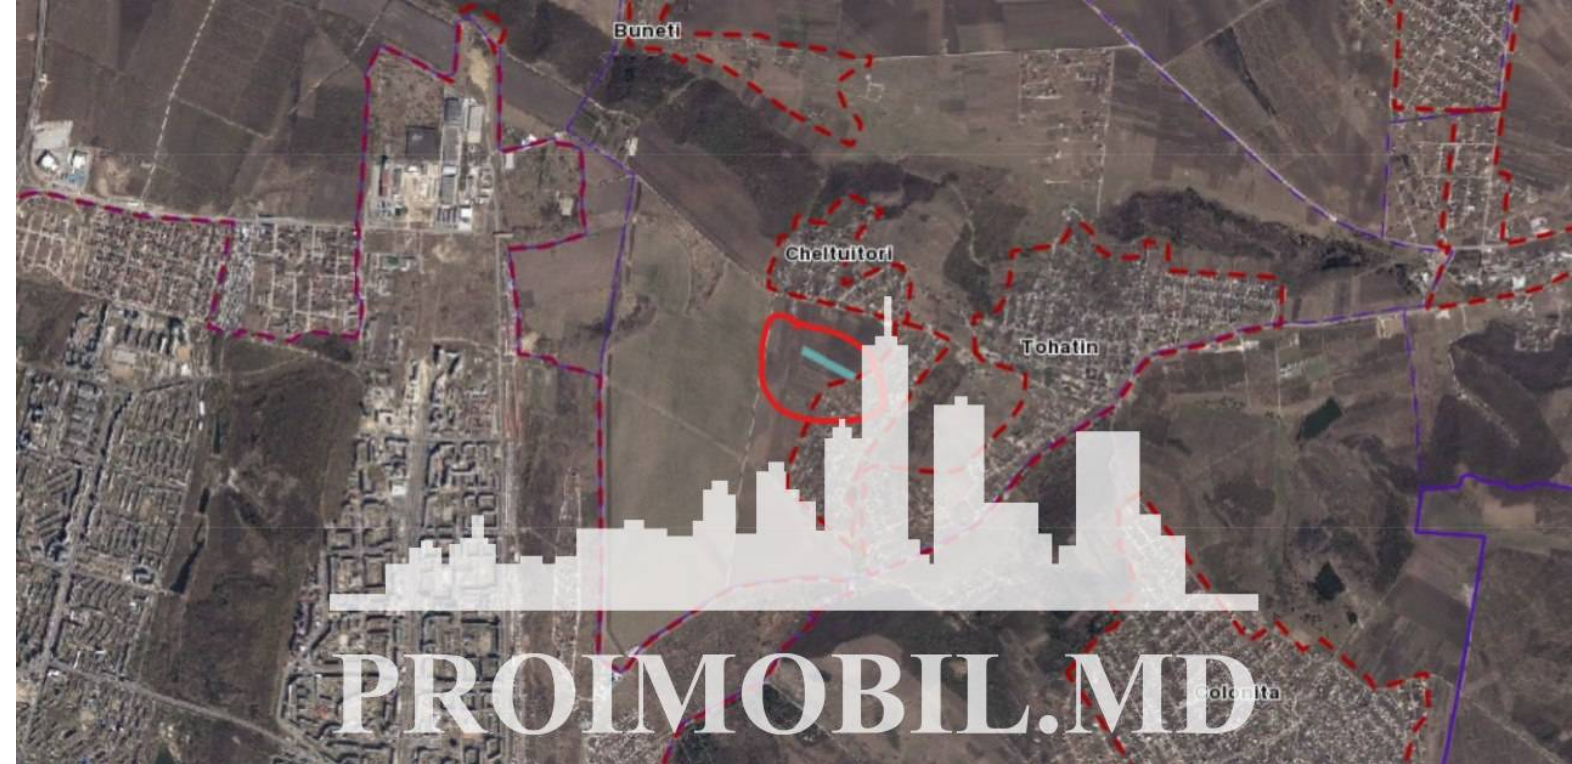 Buneti
Cheltuitori
Tohatin
Colonita
PROIMOBIL.MD